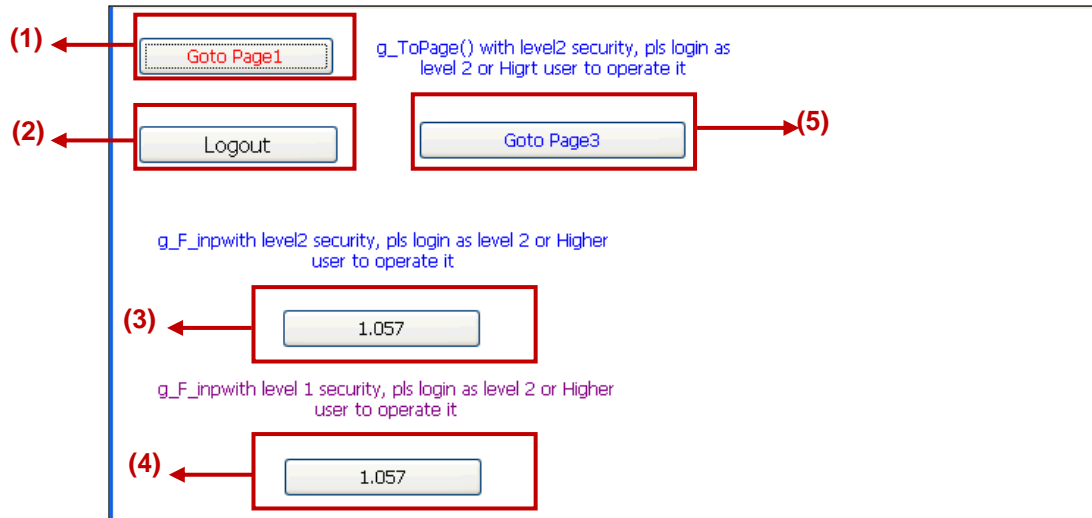 (1)
Goto Page1
g_ToPage() with level2 security, pls login as
level 2 or Higrt user to operate it
(2)
Logout
Goto Page3
(5)
g_F_inpwith level2 security, pls login as level 2 or Higher
user to operate it
(3)
1.057
g_F_inpwith level 1 security, pls login as level 2 or Higher
user to operate it
(4)
1.057